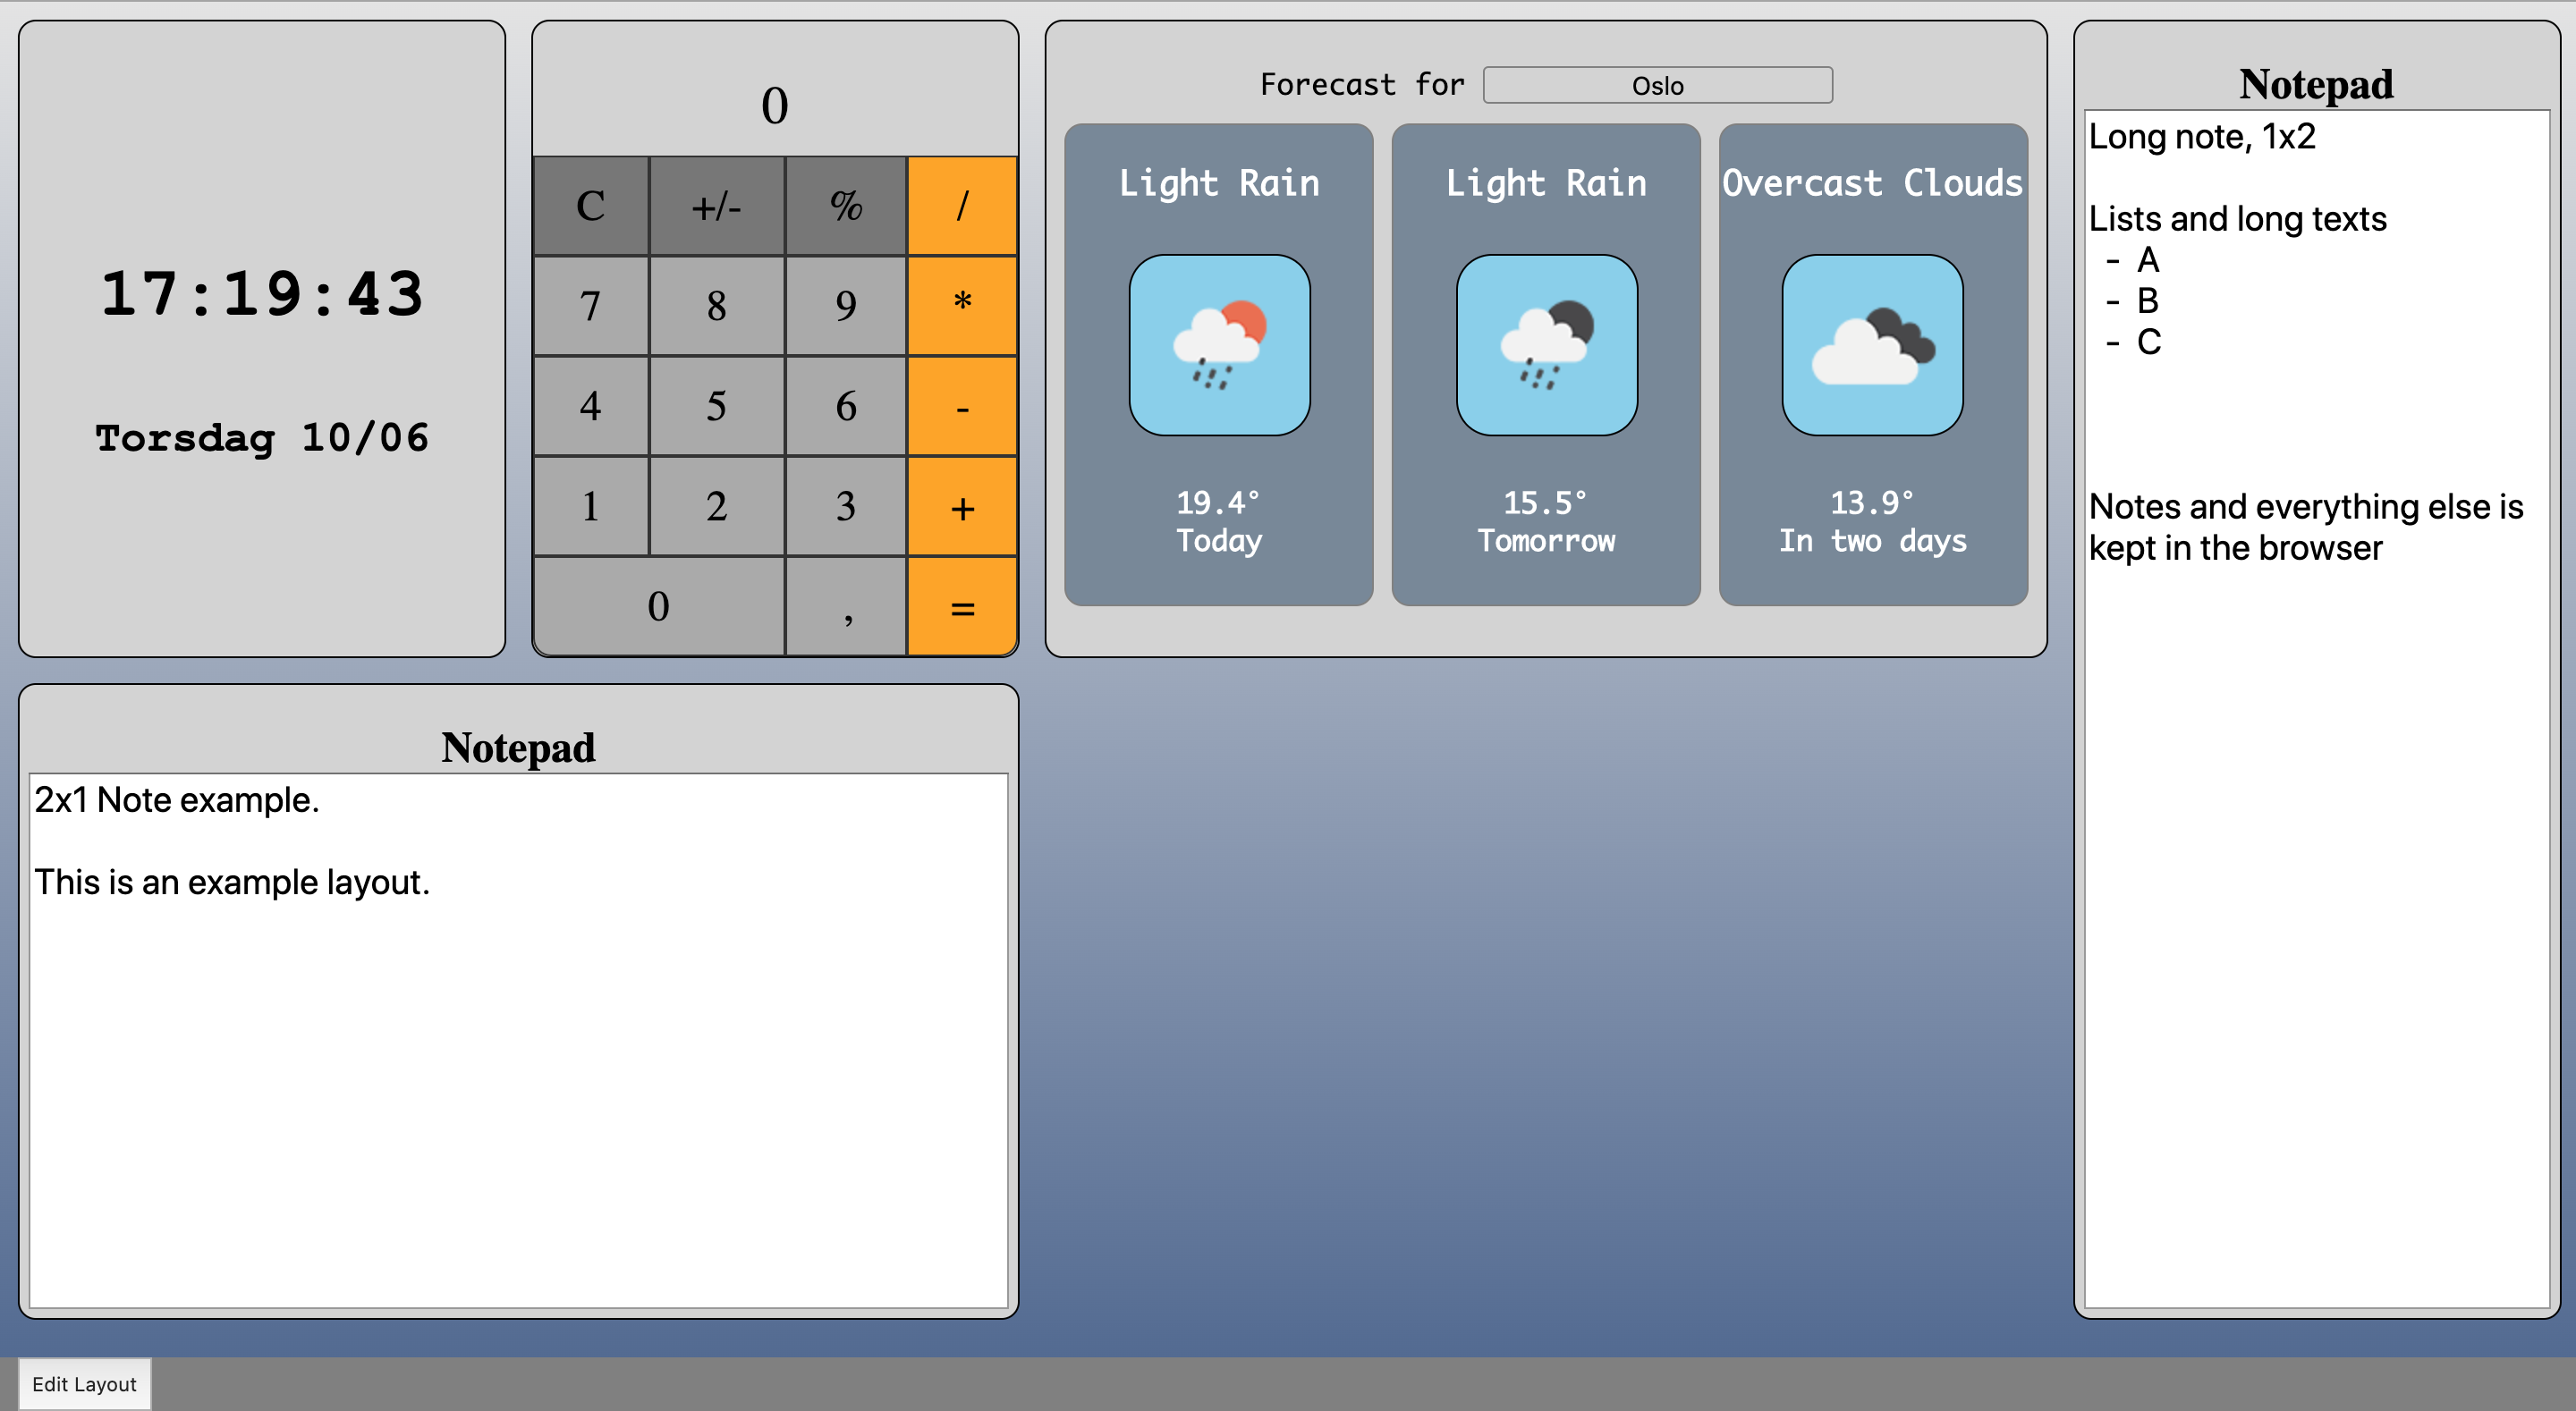 17:19:43
Torsdag 10/06
0
C +/- % /
7 8 9 *
4 5 6 -
1 2 3 +
0 , =
Forecast for Oslo
Light Rain
19.4°
Today
Light Rain
15.5°
Tomorrow
Overcast Clouds
13.9°
In two days
Notepad
Long note, 1x2
Lists and long texts
- A
- B
- C
Notes and everything else is
kept in the browser
Notepad
2x1 Note example.
This is an example layout.
Edit Layout